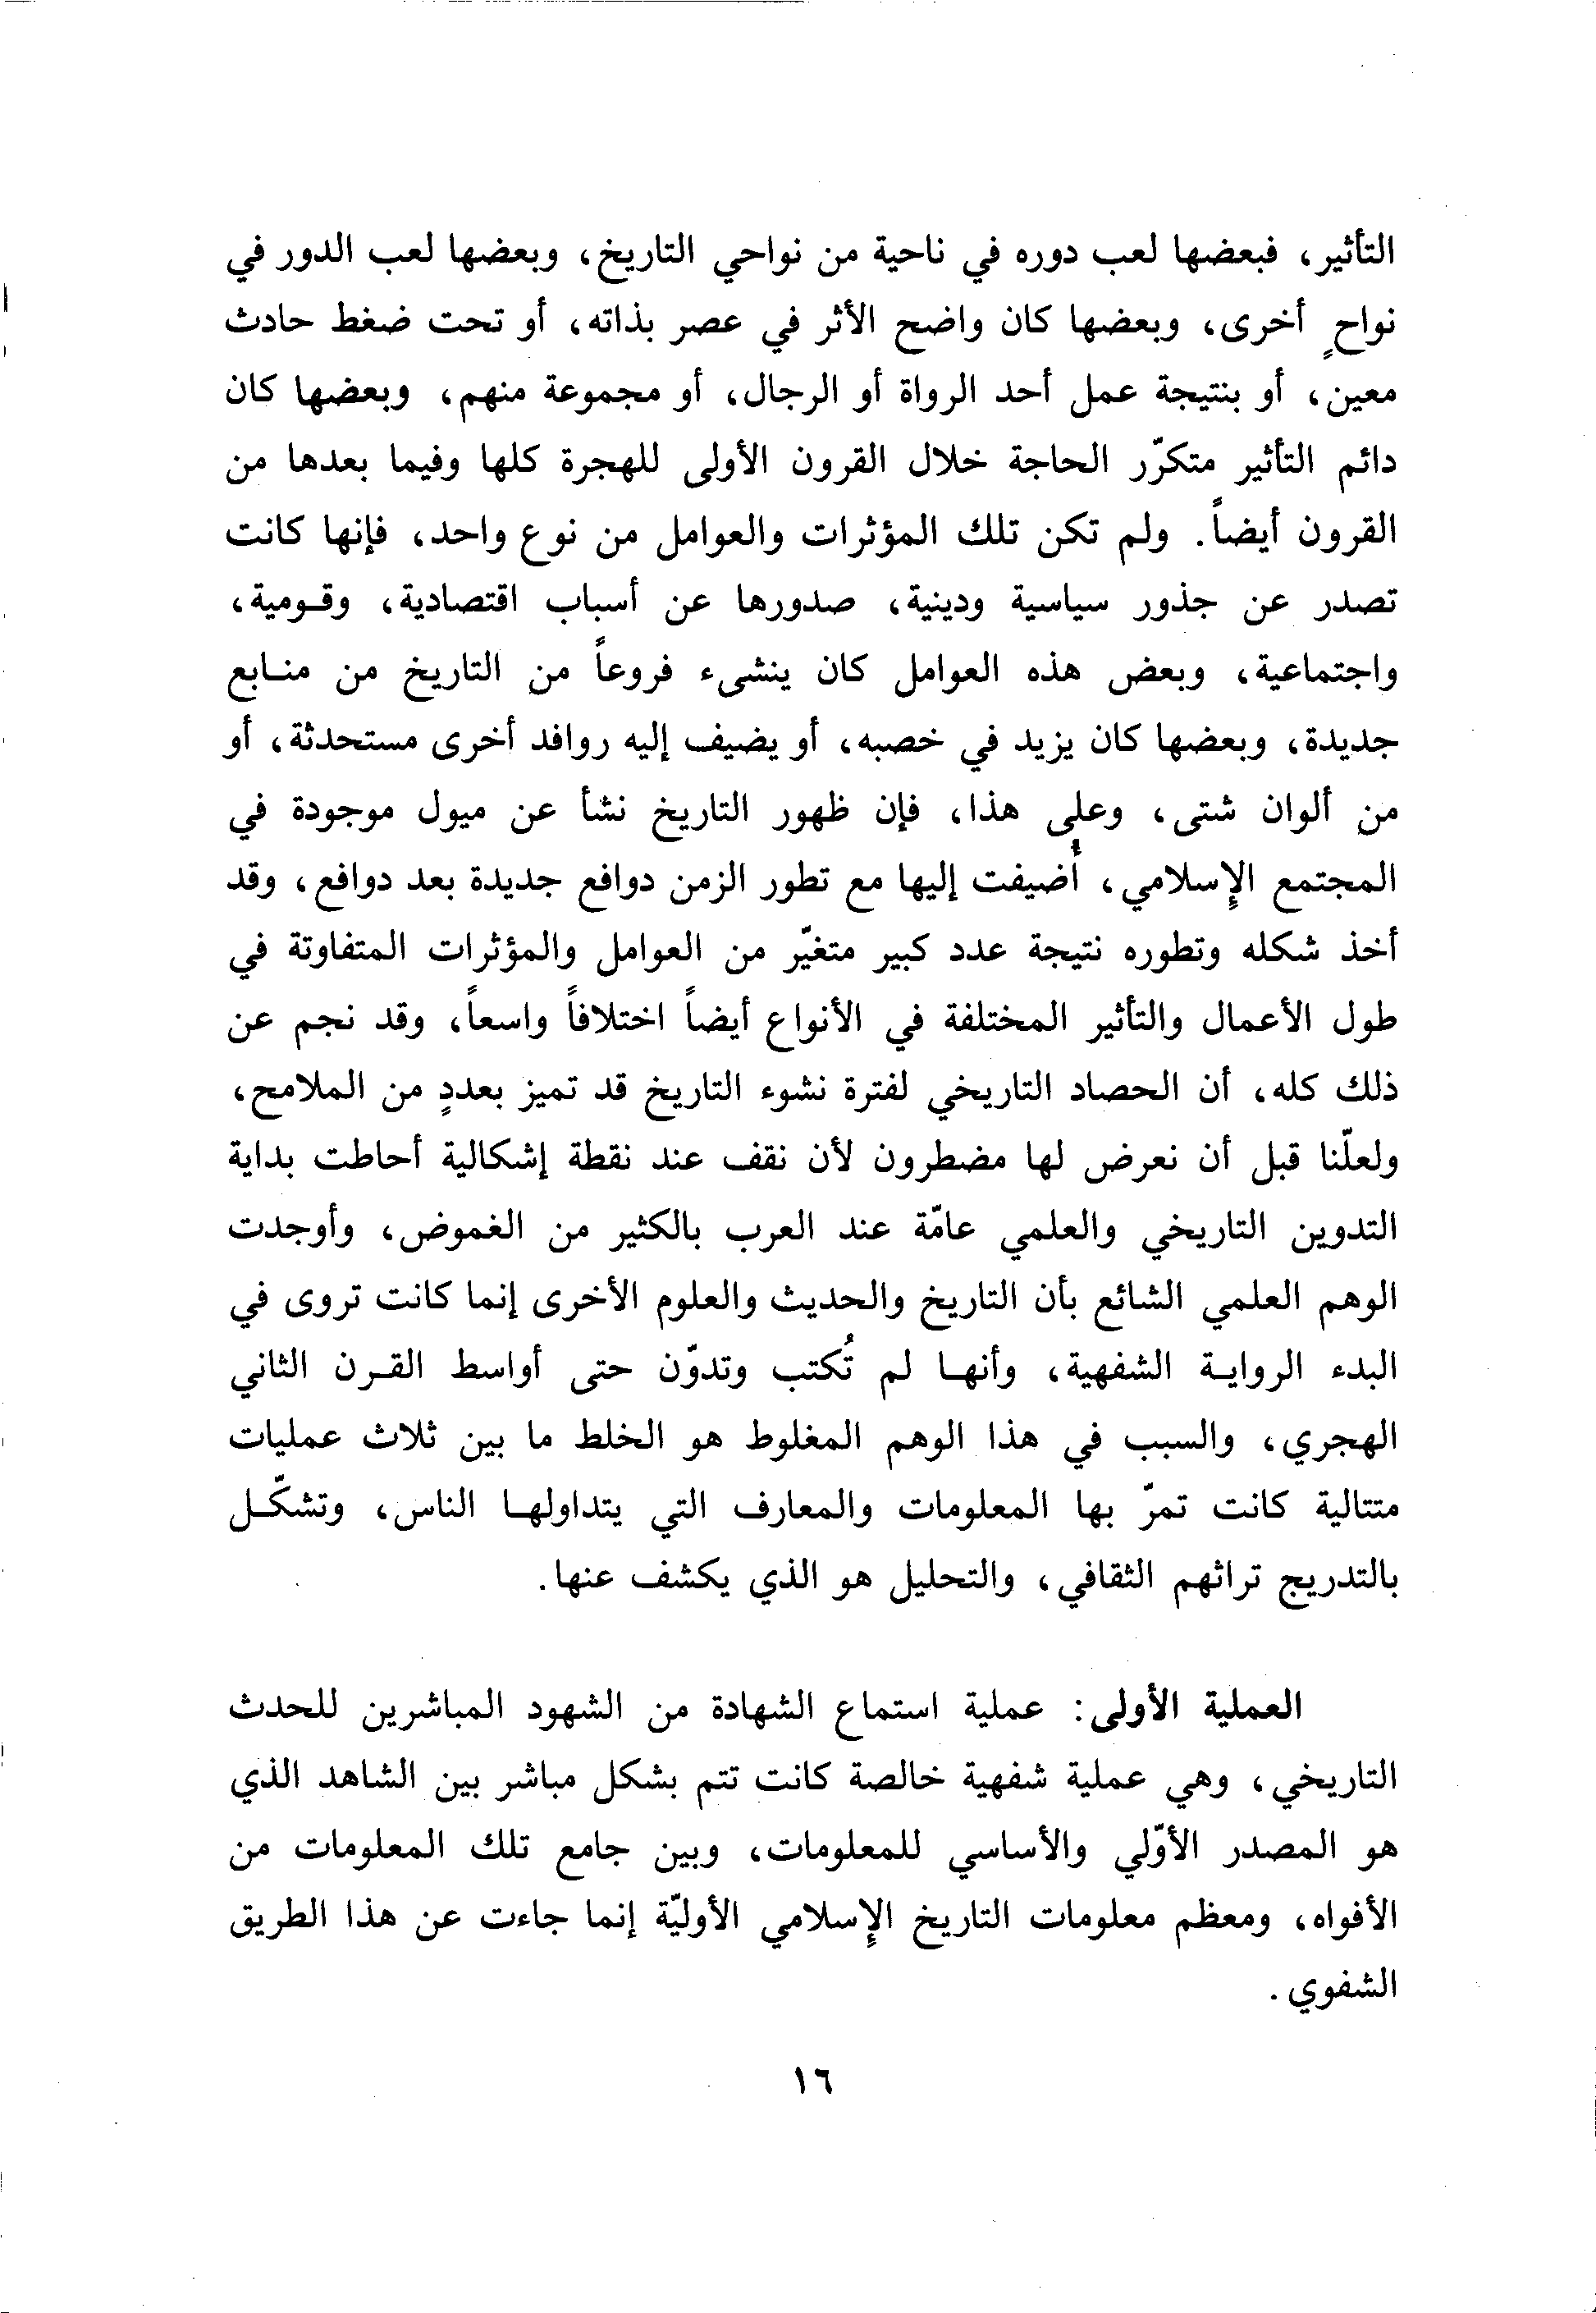 التأثير، فبعضها لعب دوره في ناحية من نواحي التاريخ، وبعضها لعب الدور في
نواحٍ أخرى، وبعضها كان واضح الأثر في عصر بذاته، أو تحت ضغط حادث
معين، أو بنتيجة عمل أحد الرواة أو الرجال، أو مجموعة منهم، وبعضها كان
دائم التأثير متكرّر الحاجة خلال القرون الأولى للهجرة كلها وفيما بعدها من
القرون أيضاً. ولم تكن تلك المؤثرات والعوامل من نوع واحد، فإنها كانت
تصدر عن جذور سياسية ودينية، صدورها عن أسباب اقتصادية، وقومية،
واجتماعية، وبعض هذه العوامل كان ينشىء فروعاً من التاريخ من منابع
جديدة، وبعضها كان يزيد في خصبه، أو يضيف إليه روافد أخرى مستحدثة، أو
من ألوان شتى، وعلى هذا، فإن ظهور التاريخ نشأ عن ميول موجودة في
المجتمع الإسلامي، أُضيفت إليها مع تطور الزمن دوافع جديدة بعد دوافع، وقد
أخذ شكله وتطوره نتيجة عدد كبير متغيّر من العوامل والمؤثرات المتفاوتة في
طول الأعمال والتأثير المختلفة في الأنواع أيضاً اختلافاً واسعاً، وقد نجم عن
ذلك كله، أن الحصاد التاريخي لفترة نشوء التاريخ قد تميز بعددٍ من الملامح،
ولعلّنا قبل أن نعرض لها مضطرون لأن نقف عند نقطة إشكالية أحاطت بداية
التدوين التاريخي والعلمي عامّة عند العرب بالكثير من الغموض، وأوجدت
الوهم العلمي الشائع بأن التاريخ والحديث والعلوم الأخرى إنما كانت تروى في
البدء الرواية الشفهية، وأنها لم تُكتب وتدوّن حتى أواسط القرن الثاني
الهجري، والسبب في هذا الوهم المغلوط هو الخلط ما بين ثلاث عمليات
متتالية كانت تمرّ بها المعلومات والمعارف التي يتداولها الناس، وتشكّل
بالتدريج تراثهم الثقافي، والتحليل هو الذي يكشف عنها.
العملية الأولى: عملية استماع الشهادة من الشهود المباشرين للحدث
التاريخي، وهي عملية شفهية خالصة كانت تتم بشكل مباشر بين الشاهد الذي
هو المصدر الأوّلي والأساسي للمعلومات، وبين جامع تلك المعلومات من
الأفواه، ومعظم معلومات التاريخ الإسلامي الأوليّة إنما جاءت عن هذا الطريق
الشفوي.
١٦